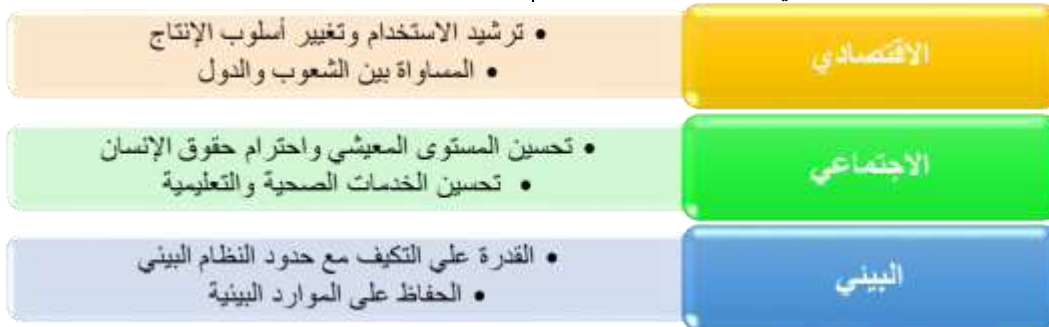 الاقتصادي
• ترشيد الاستخدام وتغيير أسلوب الإنتاج
• المساواة بين الشعوب والدول
الاجتماعي
• تحسين المستوى المعيشي واحترام حقوق الإنسان
• تحسين الخدمات الصحية والتعليمية
البيئي
• القدرة على التكيف مع حدود النظام البيئي
• الحفاظ على الموارد البيئية